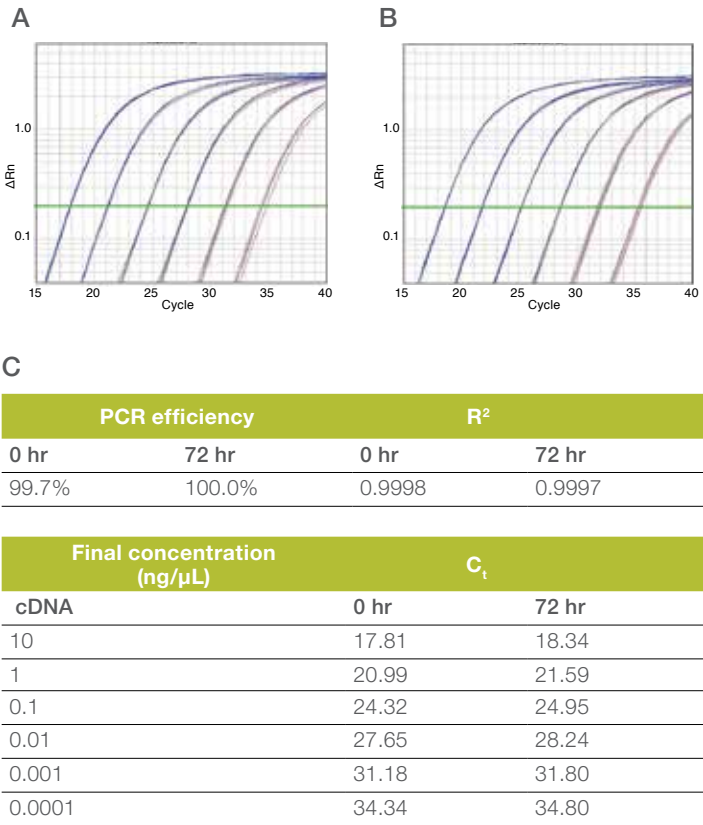 A
B
1.0
0.1
ΔRn
15 20 25 30 35 40
Cycle
1.0
0.1
ΔRn
15 20 25 30 35 40
Cycle
C
PCR efficiency R²
0 hr 72 hr 0 hr 72 hr
99.7% 100.0% 0.9998 0.9997
Final concentration
(ng/µL) Cₜ
cDNA 0 hr 72 hr
10 17.81 18.34
1 20.99 21.59
0.1 24.32 24.95
0.01 27.65 28.24
0.001 31.18 31.80
0.0001 34.34 34.80